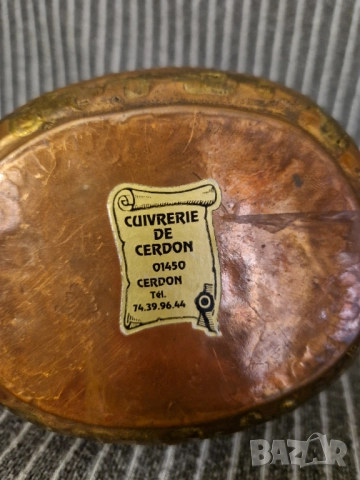 CUIVRERIE
DE
CERDON
01450
CERDON
Tél.
74.39.96.44
BAZAR